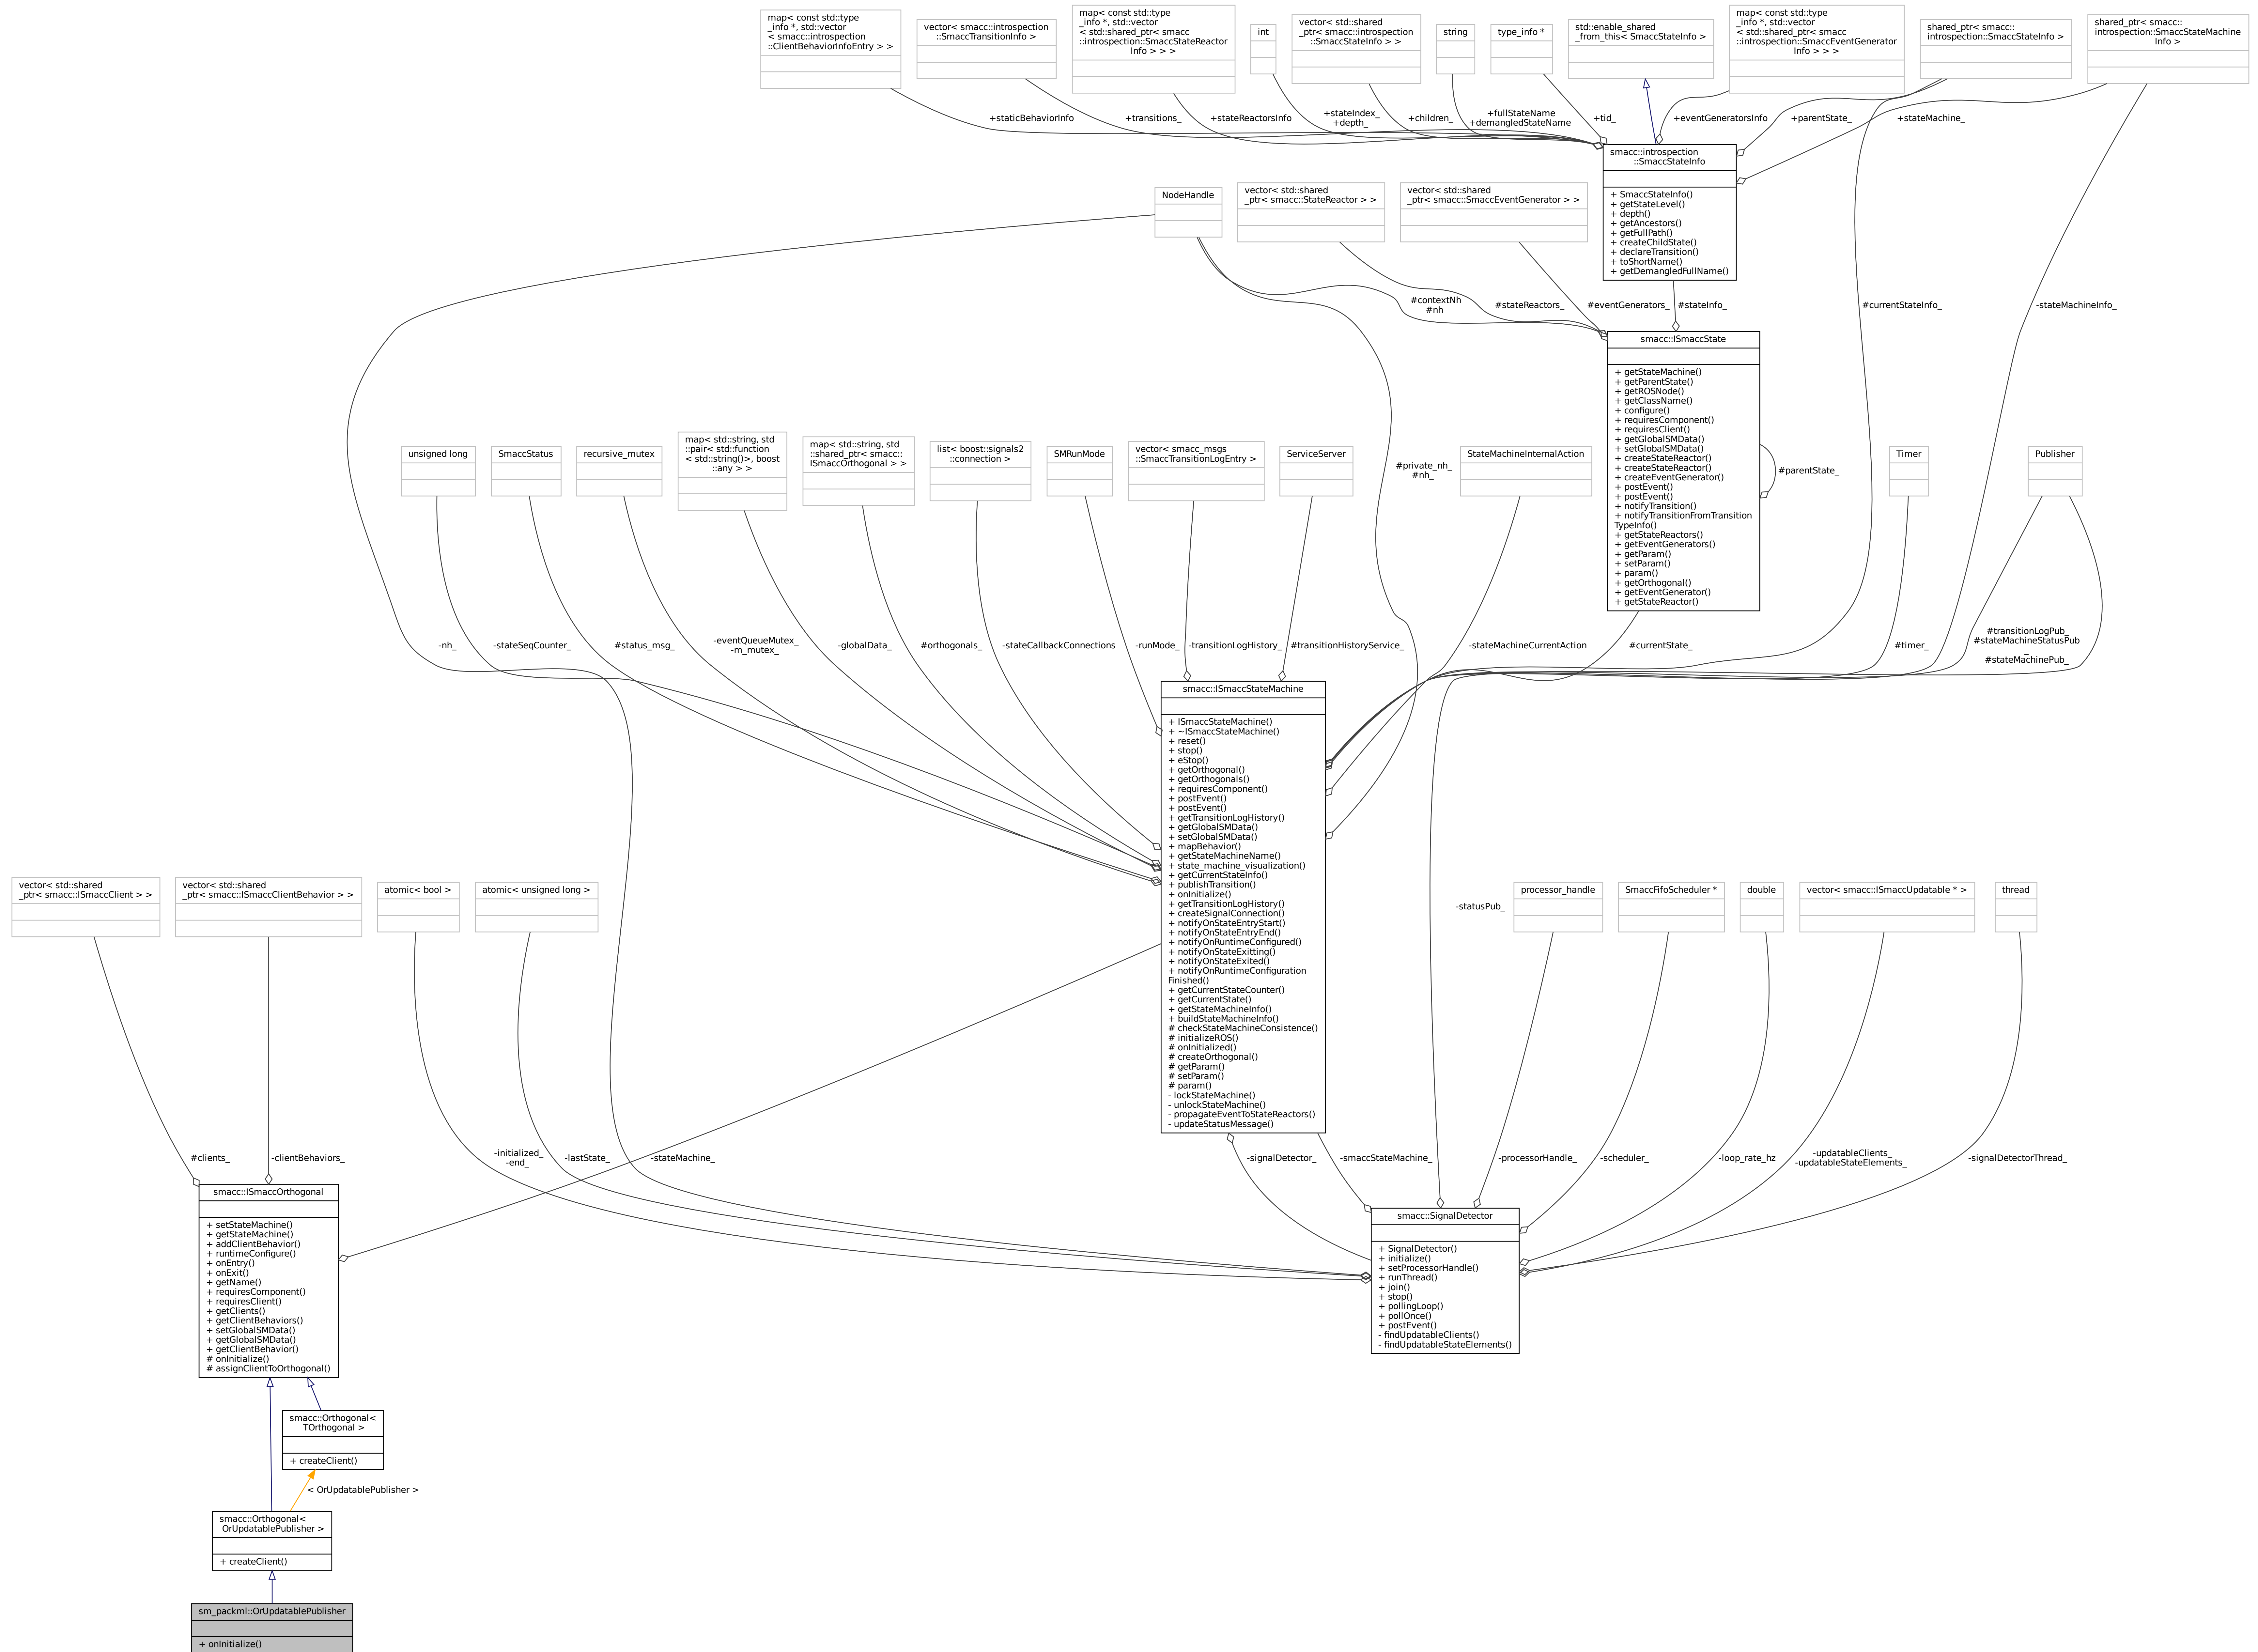 map< const std::type
_info *, std::vector
< smacc::introspection
::ClientBehaviorInfoEntry > >
vector< smacc::introspection
::SmaccTransitionInfo >
map< const std::type
_info *, std::vector
< std::shared_ptr< smacc
::introspection::SmaccStateReactor
Info > > >
int
vector< std::shared
_ptr< smacc::introspection
::SmaccStateInfo > >
string
type_info *
std::enable_shared
_from_this< SmaccStateInfo >
map< const std::type
_info *, std::vector
< std::shared_ptr< smacc
::introspection::SmaccEventGenerator
Info > > >
shared_ptr< smacc::
introspection::SmaccStateInfo >
shared_ptr< smacc::
introspection::SmaccStateMachine
Info >
+staticBehaviorInfo
+transitions_
+stateReactorsInfo
+stateIndex_
+depth_
+children_
+fullStateName
+demangledStateName
+tid_
+eventGeneratorsInfo
+parentState_
+stateMachine_
smacc::introspection
::SmaccStateInfo
+ SmaccStateInfo()
+ getStateLevel()
+ depth()
+ getAncestors()
+ getFullPath()
+ createChildState()
+ declareTransition()
+ toShortName()
+ getDemangledFullName()
NodeHandle
vector< std::shared
_ptr< smacc::StateReactor > >
vector< std::shared
_ptr< smacc::SmaccEventGenerator > >
#contextNh
#nh
#stateReactors_
#eventGenerators_
#stateInfo_
#currentStateInfo_
-stateMachineInfo_
smacc::ISmaccState
+ getStateMachine()
+ getParentState()
+ getROSNode()
+ getClassName()
+ configure()
+ requiresComponent()
+ requiresClient()
+ getGlobalSMData()
+ setGlobalSMData()
+ createStateReactor()
+ createStateReactor()
+ createEventGenerator()
+ postEvent()
+ postEvent()
+ notifyTransition()
+ notifyTransitionFromTransition
TypeInfo()
+ getStateReactors()
+ getEventGenerators()
+ getParam()
+ setParam()
+ param()
+ getOrthogonal()
+ getEventGenerator()
+ getStateReactor()
#parentState_
unsigned long
SmaccStatus
recursive_mutex
map< std::string, std
::pair< std::function
< std::string()>, boost
::any > >
map< std::string, std
::shared_ptr< smacc::
ISmaccOrthogonal > >
list< boost::signals2
::connection >
SMRunMode
vector< smacc_msgs
::SmaccTransitionLogEntry >
ServiceServer
#private_nh_
#nh_
StateMachineInternalAction
Timer
Publisher
-nh_
-stateSeqCounter_
#status_msg_
-eventQueueMutex_
-m_mutex_
-globalData_
#orthogonals_
-stateCallbackConnections
-runMode_
-transitionLogHistory_
#transitionHistoryService_
-stateMachineCurrentAction
#currentState_
#timer_
#transitionLogPub_
#stateMachineStatusPub
_
#stateMachinePub_
smacc::ISmaccStateMachine
+ ISmaccStateMachine()
+ ~ISmaccStateMachine()
+ reset()
+ stop()
+ eStop()
+ getOrthogonal()
+ getOrthogonals()
+ requiresComponent()
+ postEvent()
+ postEvent()
+ getTransitionLogHistory()
+ getGlobalSMData()
+ setGlobalSMData()
+ mapBehavior()
+ getStateMachineName()
+ state_machine_visualization()
+ getCurrentStateInfo()
+ publishTransition()
+ onInitialize()
+ getTransitionLogHistory()
+ createSignalConnection()
+ notifyOnStateEntryStart()
+ notifyOnStateEntryEnd()
+ notifyOnRuntimeConfigured()
+ notifyOnStateExitting()
+ notifyOnStateExited()
+ notifyOnRuntimeConfiguration
Finished()
+ getCurrentStateCounter()
+ getCurrentState()
+ getStateMachineInfo()
+ buildStateMachineInfo()
# checkStateMachineConsistence()
# initializeROS()
# onInitialized()
# createOrthogonal()
# getParam()
# setParam()
# param()
- lockStateMachine()
- unlockStateMachine()
- propagateEventToStateReactors()
- updateStatusMessage()
vector< std::shared
_ptr< smacc::ISmaccClient > >
vector< std::shared
_ptr< smacc::ISmaccClientBehavior > >
atomic< bool >
atomic< unsigned long >
-statusPub_
processor_handle
SmaccFifoScheduler *
double
vector< smacc::ISmaccUpdatable * >
thread
#clients_
-clientBehaviors_
-initialized_
-end_
-lastState_
-stateMachine_
-signalDetector_
-smaccStateMachine_
-processorHandle_
-scheduler_
-loop_rate_hz
-updatableClients_
-updatableStateElements_
-signalDetectorThread_
smacc::ISmaccOrthogonal
+ setStateMachine()
+ getStateMachine()
+ addClientBehavior()
+ runtimeConfigure()
+ onEntry()
+ onExit()
+ getName()
+ requiresComponent()
+ requiresClient()
+ getClients()
+ getClientBehaviors()
+ setGlobalSMData()
+ getGlobalSMData()
+ getClientBehavior()
# onInitialize()
# assignClientToOrthogonal()
smacc::SignalDetector
+ SignalDetector()
+ initialize()
+ setProcessorHandle()
+ runThread()
+ join()
+ stop()
+ pollingLoop()
+ pollOnce()
+ postEvent()
- findUpdatableClients()
- findUpdatableStateElements()
smacc::Orthogonal<
TOrthogonal >
+ createClient()
< OrUpdatablePublisher >
smacc::Orthogonal<
OrUpdatablePublisher >
+ createClient()
sm_packml::OrUpdatablePublisher
+ onInitialize()